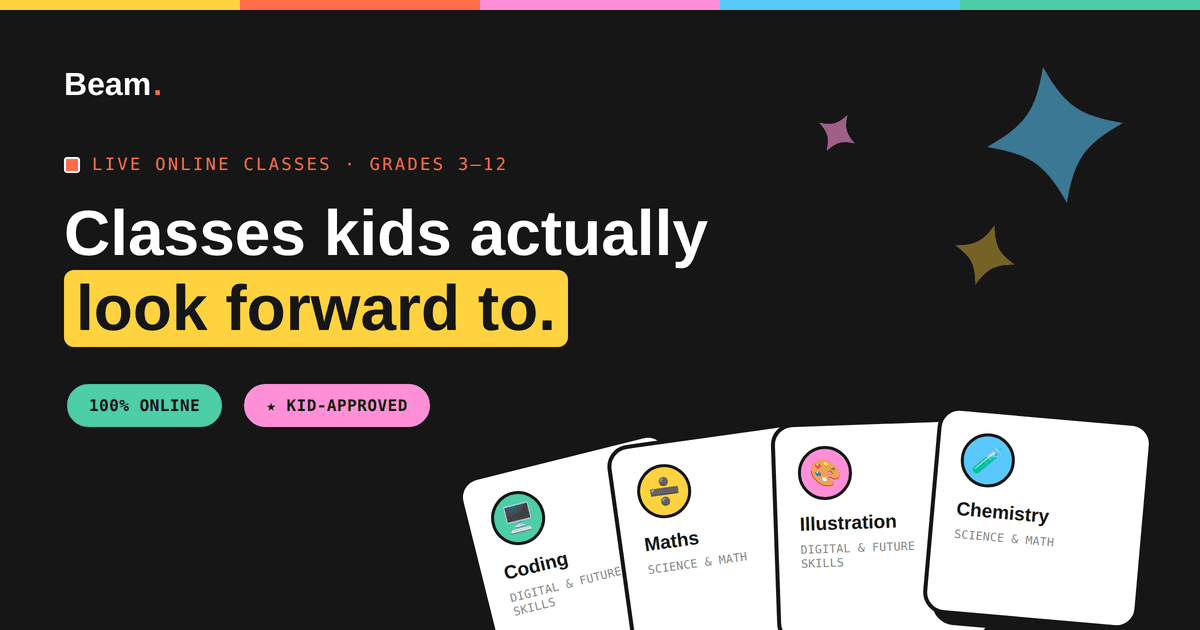 Beam.
LIVE ONLINE CLASSES · GRADES 3–12
Classes kids actually
look forward to.
100% ONLINE
★ KID-APPROVED
Coding
DIGITAL & FUTURE
SKILLS
Maths
SCIENCE & MATH
Illustration
DIGITAL & FUTURE
SKILLS
Chemistry
SCIENCE & MATH